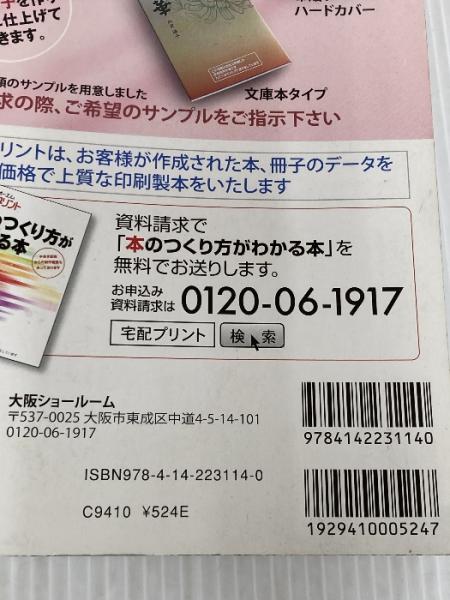 し仕上げて
きます。
ハードカバー
文庫本タイプ
類のサンプルを用意しました
求の際、ご希望のサンプルをご指示下さい
リントは、お客様が作成された本、冊子のデータを
価格で上質な印刷製本をいたします
プリント
のつくり方が
る本
資料請求で
「本のつくり方がわかる本」を
無料でお送りします。
お申込み
資料請求は 0120-06-1917
宅配プリント 検索
大阪ショールーム
〒537-0025 大阪市東成区中道4-5-14-101
0120-06-1917
9784142231140
ISBN978-4-14-223114-0
C9410 ¥524E
1929410005247